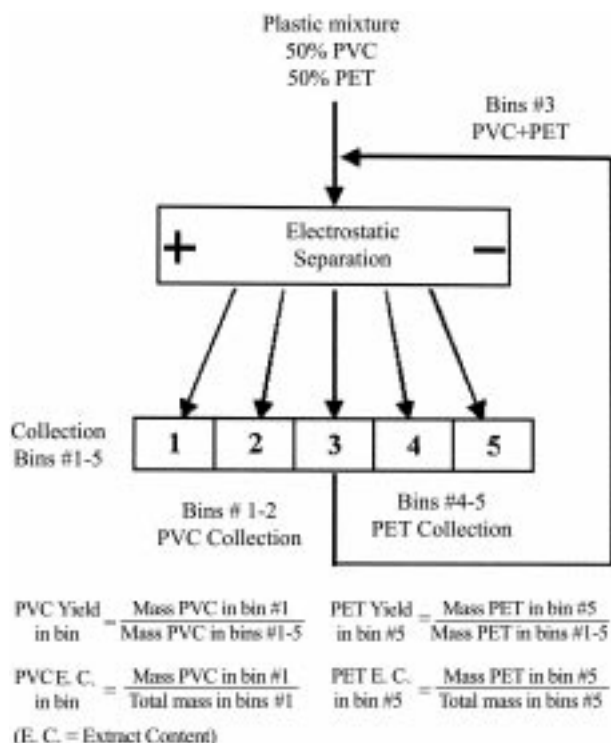 Plastic mixture
50% PVC
50% PET
Bins #3
PVC+PET
+
Electrostatic
Separation
−
Collection
Bins #1-5
1 2 3 4 5
Bins # 1-2
PVC Collection
Bins #4-5
PET Collection
PVC Yield in bin = Mass PVC in bin #1 / Mass PVC in bins #1-5
PET Yield in bin #5 = Mass PET in bin #5 / Mass PET in bins #1-5
PVC E. C. in bin = Mass PVC in bin #1 / Total mass in bins #1
PET E. C. in bin #5 = Mass PET in bin #5 / Total mass in bins #5
(E. C. = Extract Content)